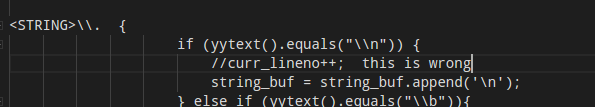 <STRING>\\.  {
if (yytext().equals("\\n")) {
//curr_lineno++;  this is wrong
string_buf = string_buf.append('\n');
} else if (yytext().equals("\\b")){